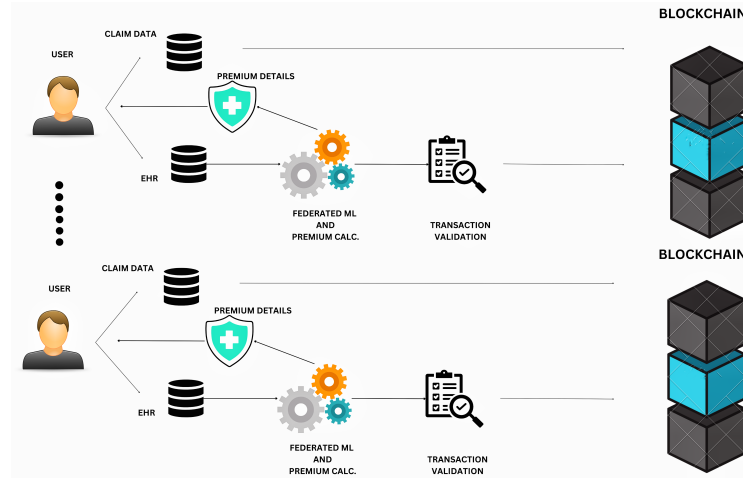 BLOCKCHAIN
CLAIM DATA
USER
PREMIUM DETAILS
EHR
FEDERATED ML
AND
PREMIUM CALC.
TRANSACTION
VALIDATION
BLOCKCHAIN
CLAIM DATA
USER
PREMIUM DETAILS
EHR
FEDERATED ML
AND
PREMIUM CALC.
TRANSACTION
VALIDATION